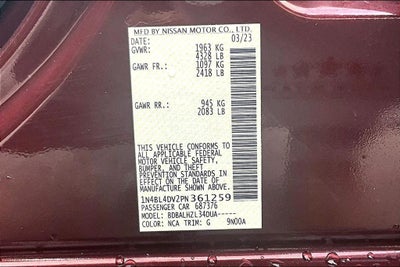 MFD BY NISSAN MOTOR CO., LTD.
DATE: 03/23
GVWR: 1963 KG
4328 LB
GAWR FR: 1097 KG
2418 LB
GAWR RR: 945 KG
2083 LB
THIS VEHICLE CONFORMS TO
ALL APPLICABLE FEDERAL
MOTOR VEHICLE SAFETY,
BUMPER, AND THEFT
PREVENTION STANDARDS IN
EFFECT ON THE DATE OF
MANUFACTURE SHOWN ABOVE.
1N4BL4DV2PN361259
PASSENGER CAR 687376
MODEL: BDBALHZL34DUA-----
COLOR: NCA TRIM: G 9N00A